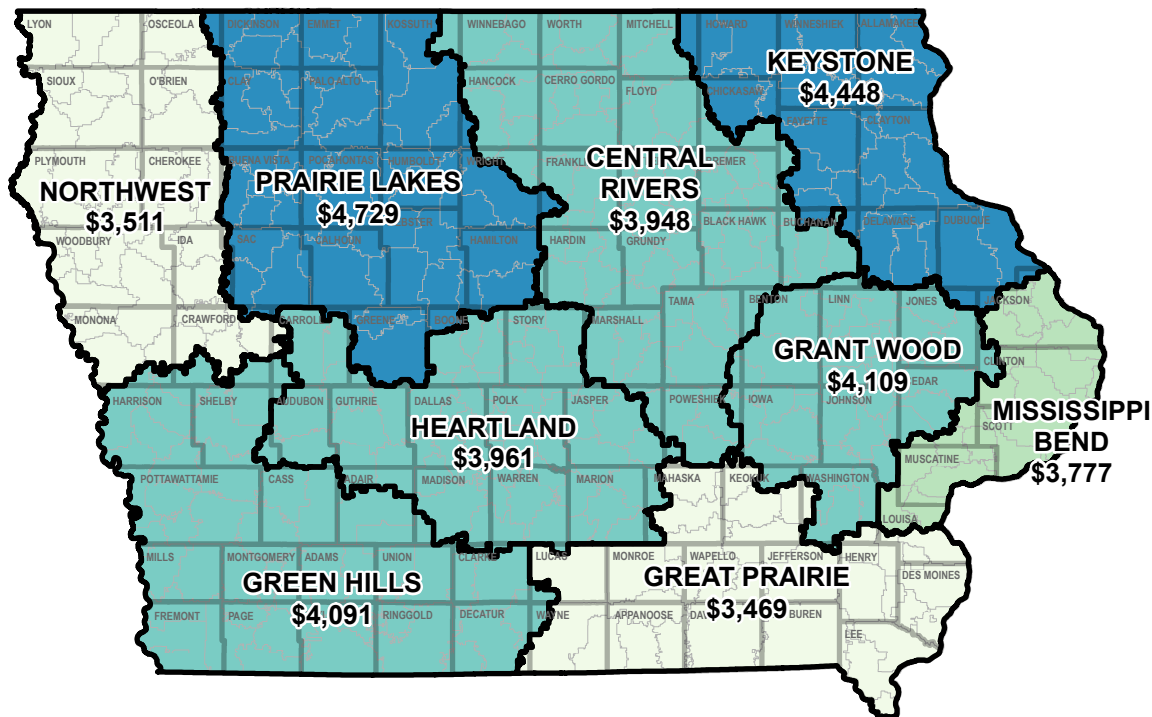 LYON
OSCEOLA
DICKINSON
EMMET
KOSSUTH
WINNEBAGO
WORTH
MITCHELL
HOWARD
WINNESHIEK
ALLAMAKEE
SIOUX
O'BRIEN
CLAY
PALO ALTO
HANCOCK
CERRO GORDO
FLOYD
CHICKASAW
KEYSTONE
$4,448
FAYETTE
CLAYTON
PLYMOUTH
CHEROKEE
BUENA VISTA
POCAHONTAS
HUMBOLDT
WRIGHT
FRANKLIN
BREMER
NORTHWEST
$3,511
PRAIRIE LAKES
$4,729
CENTRAL
RIVERS
$3,948
WOODBURY
IDA
SAC
CALHOUN
HAMILTON
HARDIN
GRUNDY
BLACK HAWK
BUCHANAN
DELAWARE
DUBUQUE
MONONA
CRAWFORD
CARROLL
GREENE
BOONE
STORY
MARSHALL
TAMA
BENTON
LINN
JONES
JACKSON
GRANT WOOD
$4,109
CLINTON
CEDAR
HARRISON
SHELBY
AUDUBON
GUTHRIE
DALLAS
POLK
JASPER
POWESHIEK
IOWA
JOHNSON
HEARTLAND
$3,961
MISSISSIPPI
BEND
$3,777
SCOTT
MUSCATINE
POTTAWATTAMIE
CASS
ADAIR
MADISON
WARREN
MARION
MAHASKA
KEOKUK
WASHINGTON
LOUISA
MILLS
MONTGOMERY
ADAMS
UNION
CLARKE
LUCAS
MONROE
WAPELLO
JEFFERSON
HENRY
DES MOINES
GREEN HILLS
$4,091
GREAT PRAIRIE
$3,469
FREMONT
PAGE
RINGGOLD
DECATUR
WAYNE
APPANOOSE
BUREN
LEE